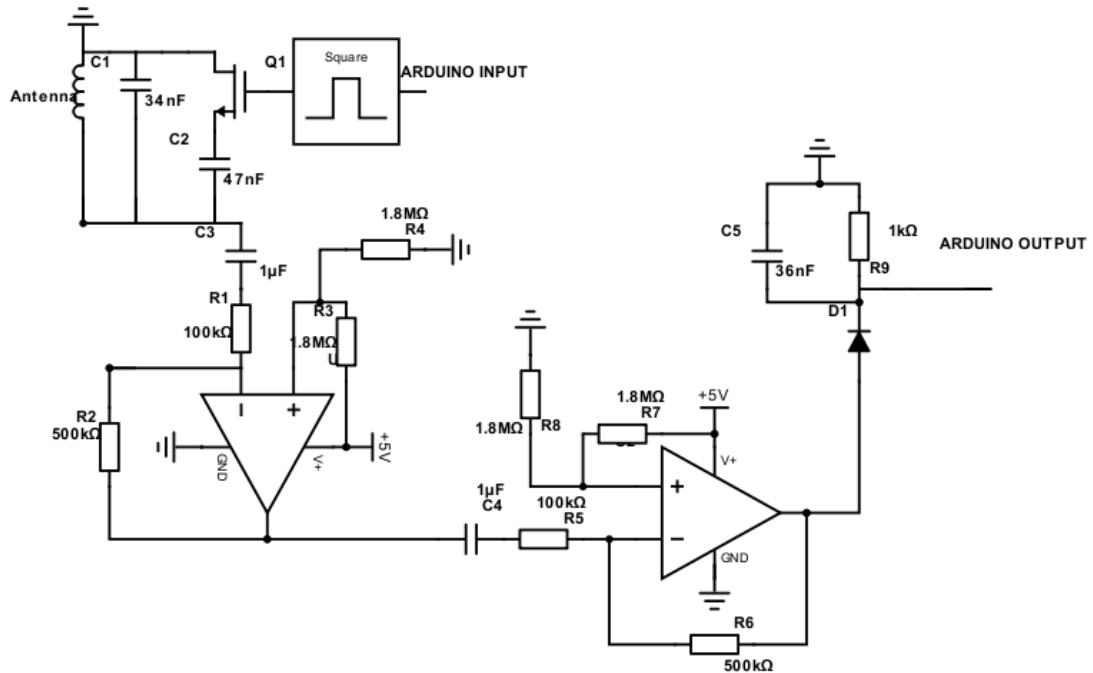 C1
Q1
Square
ARDUINO INPUT
Antenna
34nF
C2
47nF
C3
1µF
1.8MΩ
R4
C5
1kΩ
ARDUINO OUTPUT
36nF
R9
D1
R1
100kΩ
R3
1.8MΩ
U
R2
500kΩ
GND
V+
+5V
1.8MΩ
R7
+5V
1.8MΩ
R8
V+
1µF
C4
100kΩ
R5
GND
R6
500kΩ